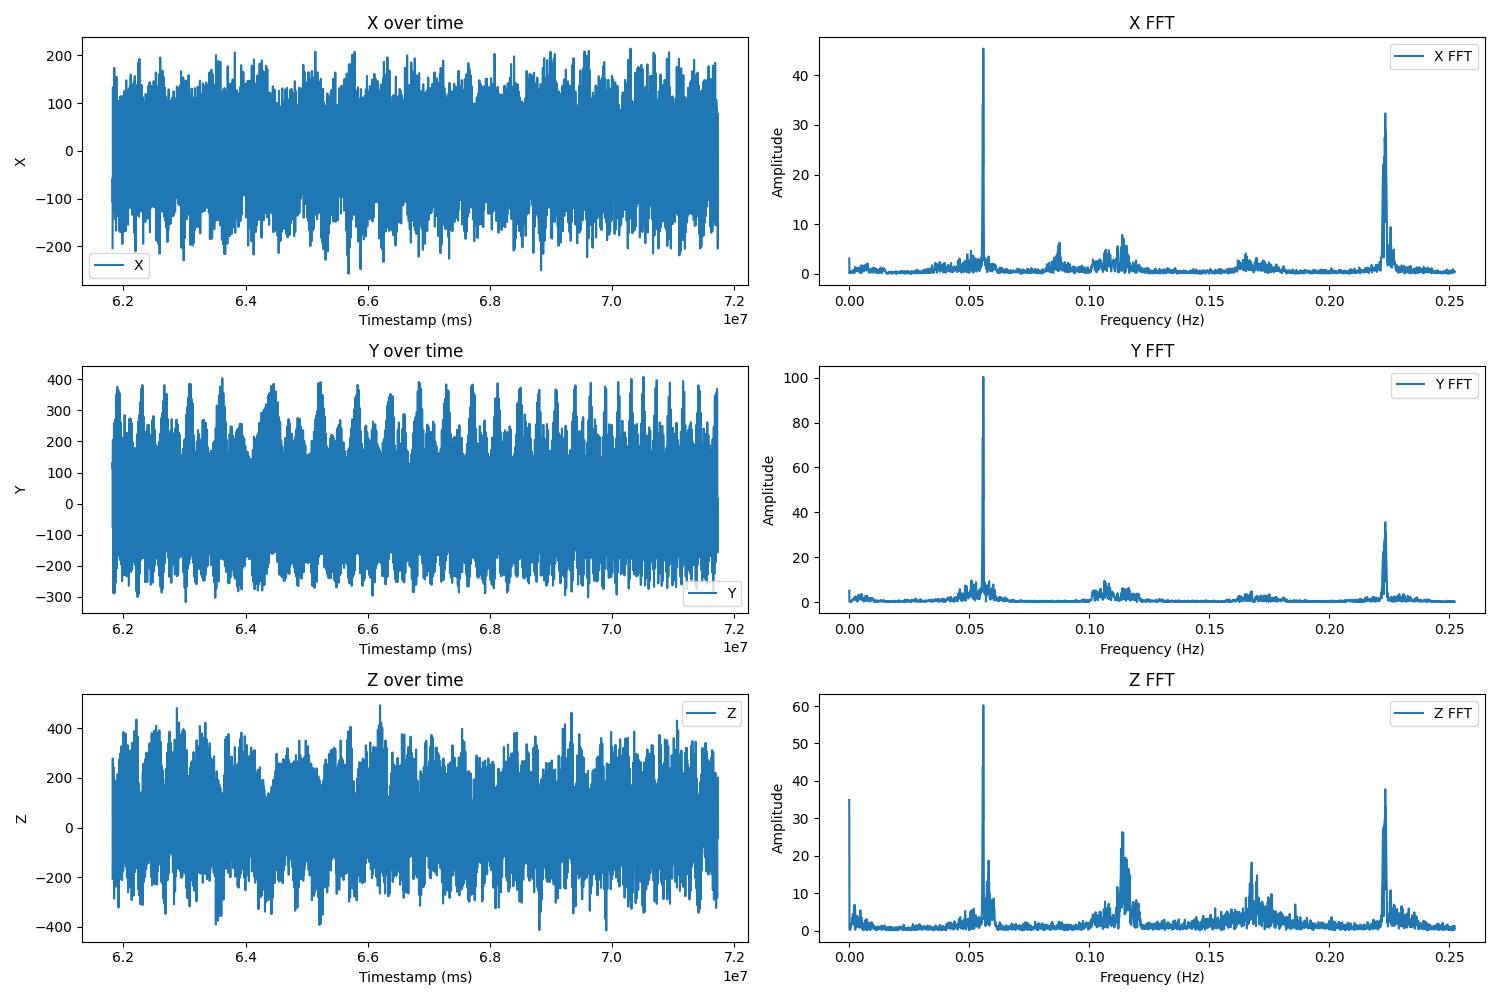 X over time
X FFT
200
100
0
−100
−200
X
X
6.2
6.4
6.6
6.8
7.0
7.2
1e7
Timestamp (ms)
40
30
20
10
0
Amplitude
X FFT
0.00
0.05
0.10
0.15
0.20
0.25
Frequency (Hz)
Y over time
Y FFT
400
300
200
100
0
−100
−200
−300
Y
Y
6.2
6.4
6.6
6.8
7.0
7.2
1e7
Timestamp (ms)
100
80
60
40
20
0
Amplitude
Y FFT
0.00
0.05
0.10
0.15
0.20
0.25
Frequency (Hz)
Z over time
Z FFT
400
200
0
−200
−400
Z
Z
6.2
6.4
6.6
6.8
7.0
7.2
1e7
Timestamp (ms)
60
50
40
30
20
10
0
Amplitude
Z FFT
0.00
0.05
0.10
0.15
0.20
0.25
Frequency (Hz)